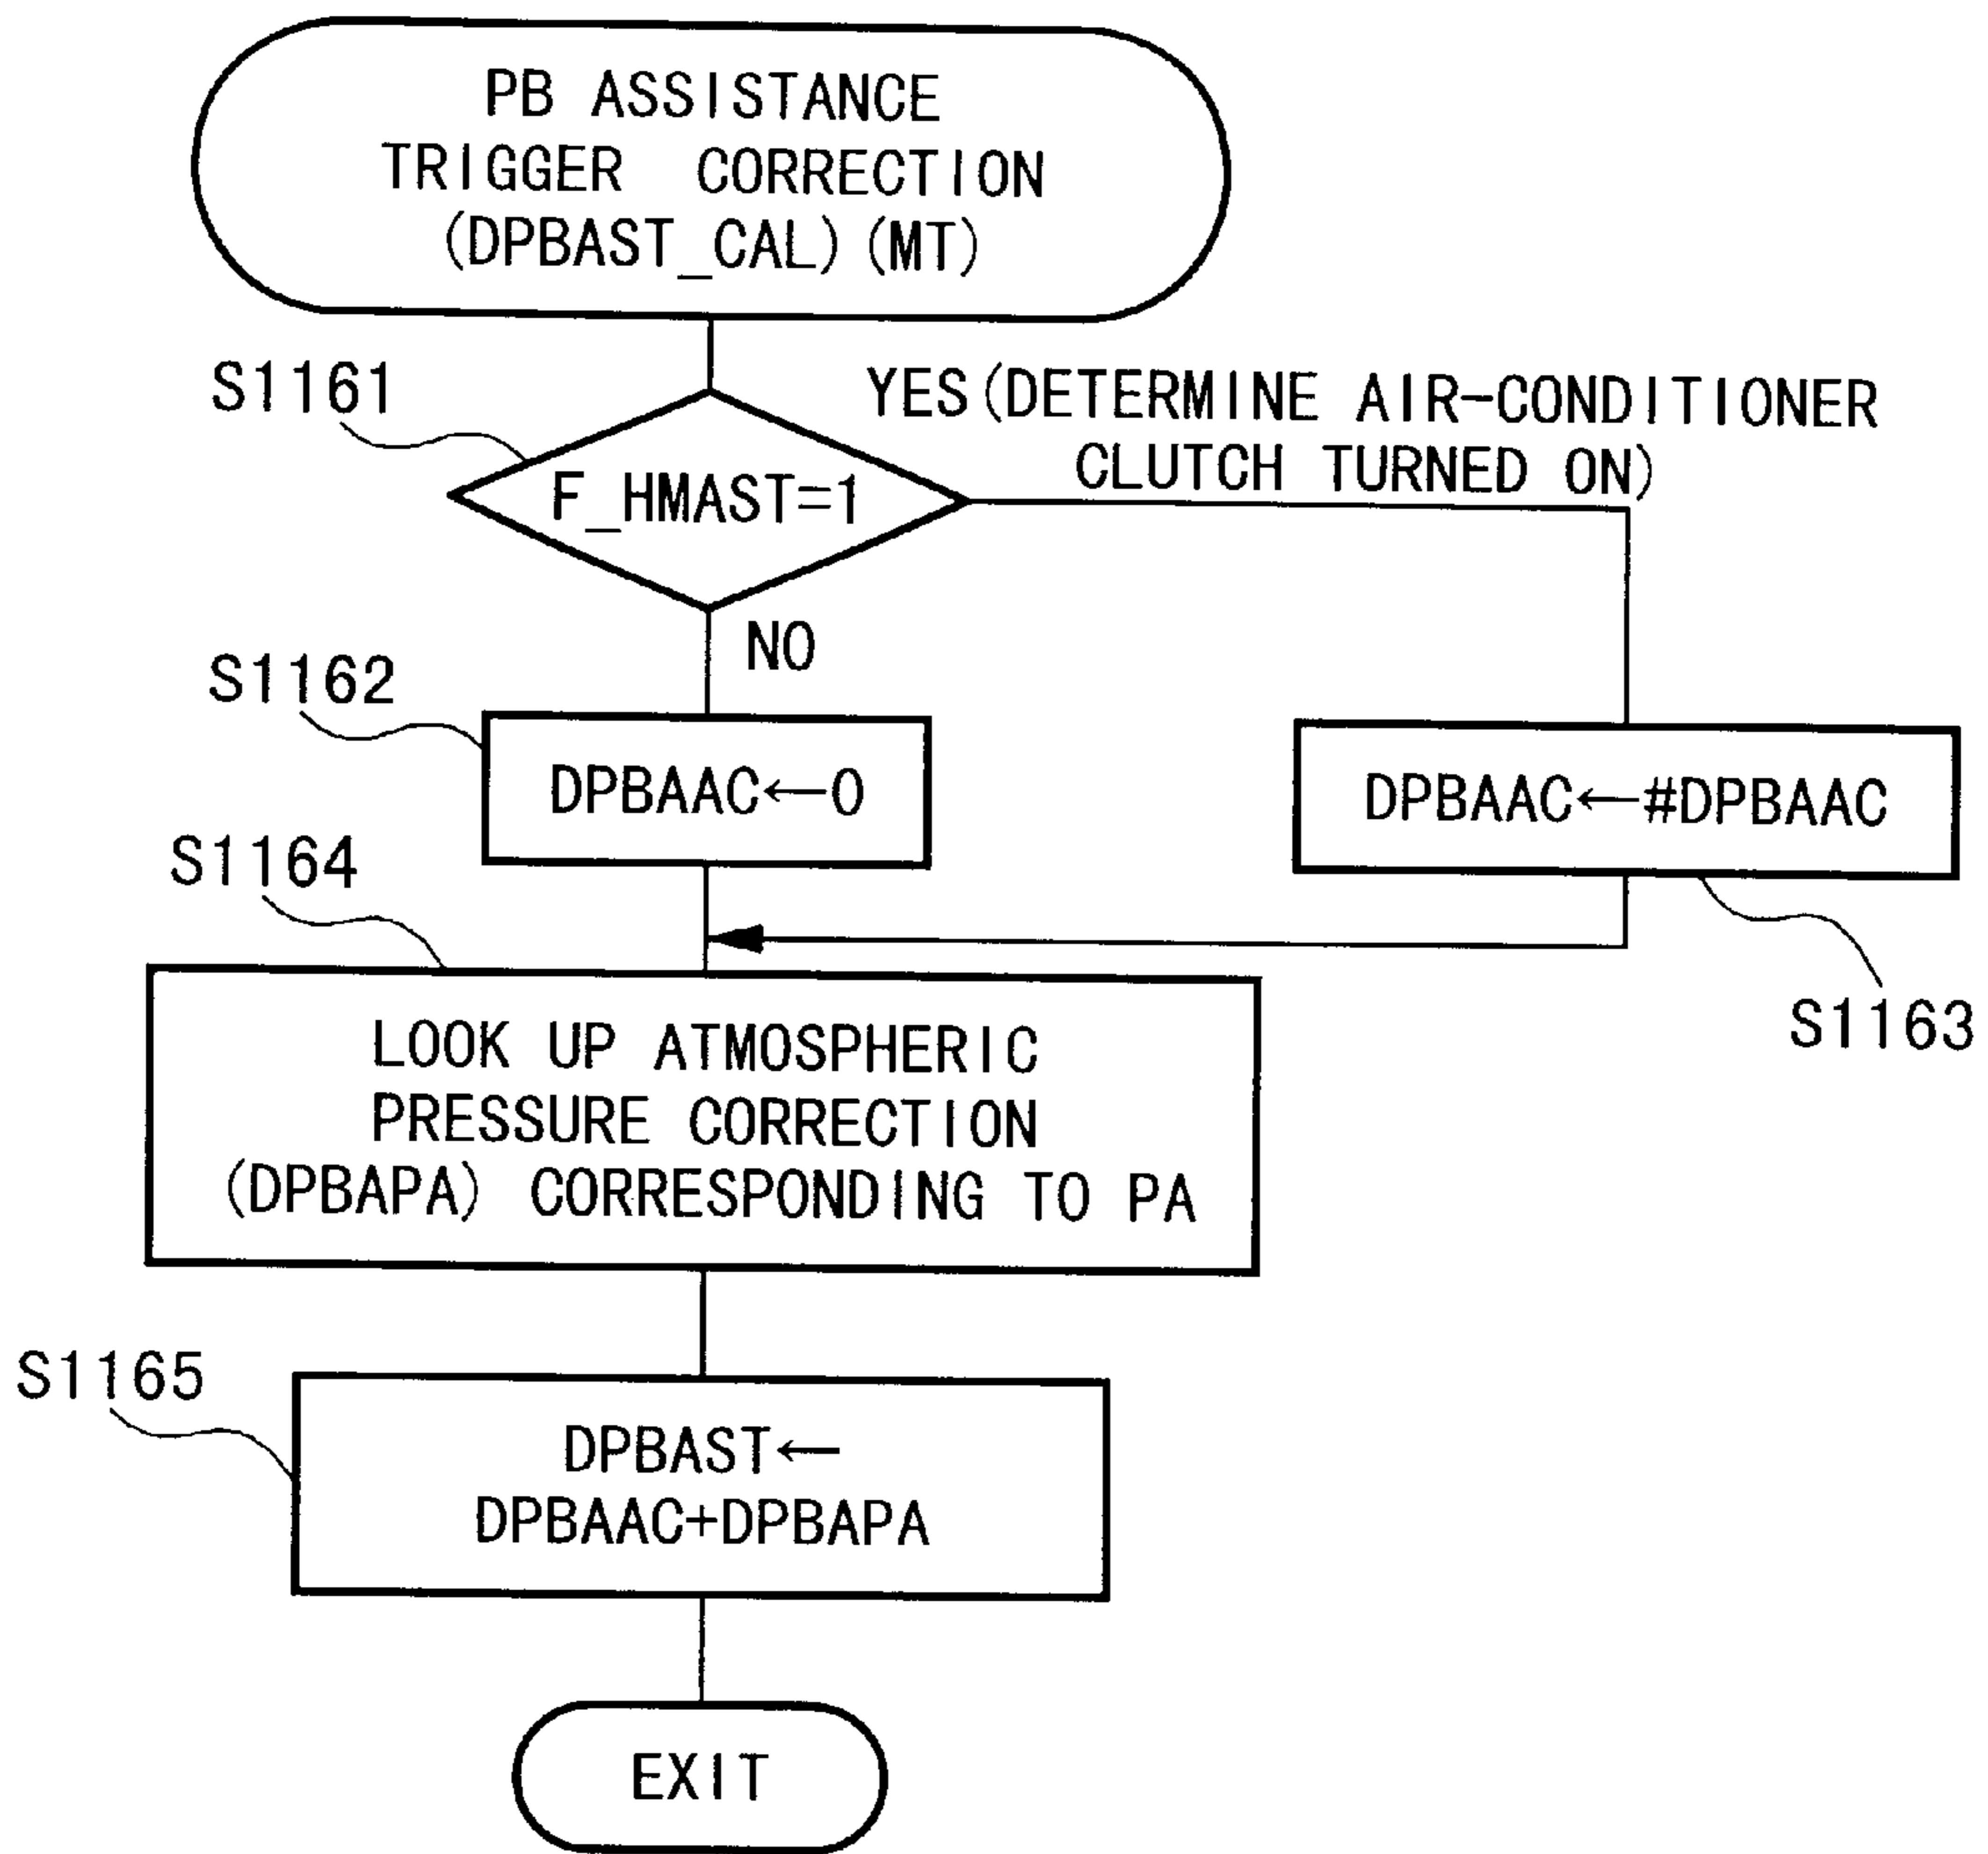 PB ASSISTANCE
TRIGGER CORRECTION
(DPBAST_CAL) (MT)
S1161
YES (DETERMINE AIR-CONDITIONER
CLUTCH TURNED ON)
F_HMAST=1
NO
S1162
DPBAAC←0
DPBAAC←#DPBAAC
S1164
S1163
LOOK UP ATMOSPHERIC
PRESSURE CORRECTION
(DPBAPA) CORRESPONDING TO PA
S1165
DPBAST←
DPBAAC+DPBAPA
EXIT